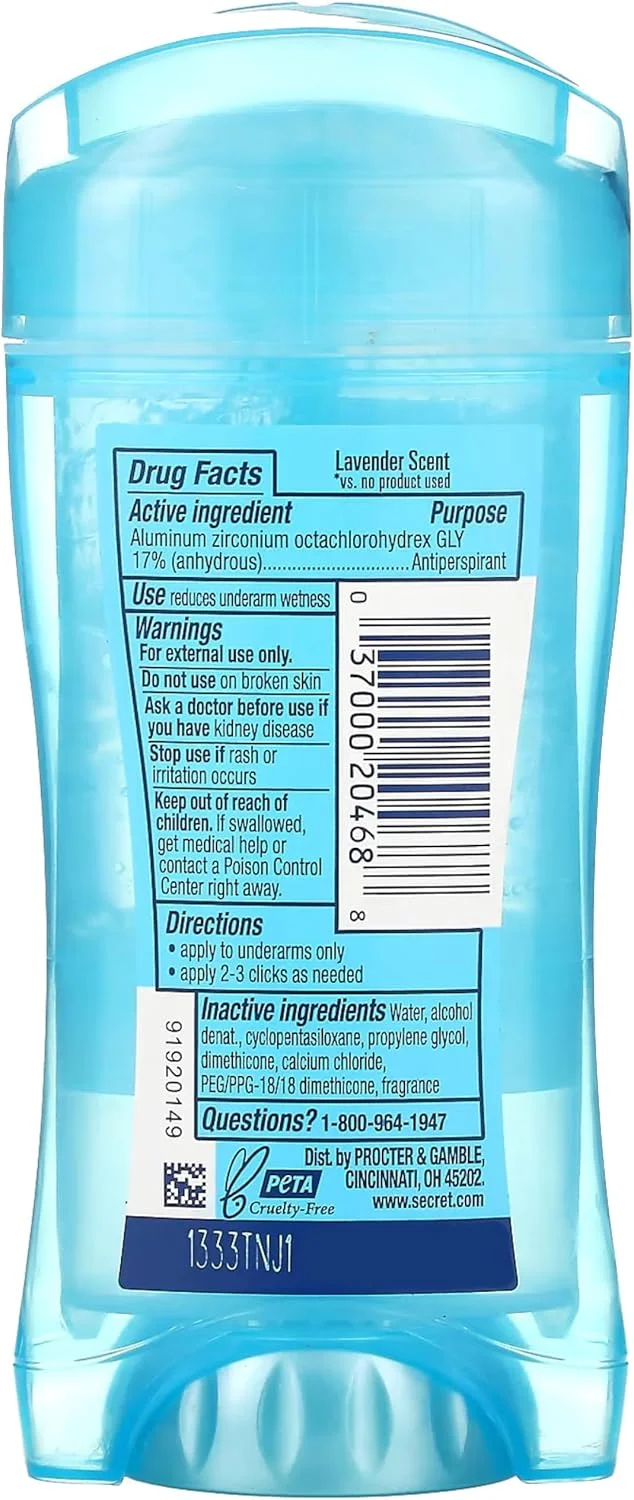 Drug Facts
Lavender Scent
*vs. no product used
Active ingredient Purpose
Aluminum zirconium octachlorohydrex GLY
17% (anhydrous)..............................Antiperspirant
Use reduces underarm wetness
Warnings
For external use only.
Do not use on broken skin
Ask a doctor before use if
you have kidney disease
Stop use if rash or
irritation occurs
Keep out of reach of
children. If swallowed,
get medical help or
contact a Poison Control
Center right away.
0 37000 20468 8
Directions
• apply to underarms only
• apply 2-3 clicks as needed
Inactive ingredients Water, alcohol
denat., cyclopentasiloxane, propylene glycol,
dimethicone, calcium chloride,
PEG/PPG-18/18 dimethicone, fragrance
Questions? 1-800-964-1947
91920149
PETA
Cruelty-Free
Dist. by PROCTER & GAMBLE,
CINCINNATI, OH 45202.
www.secret.com
1333TNJ1